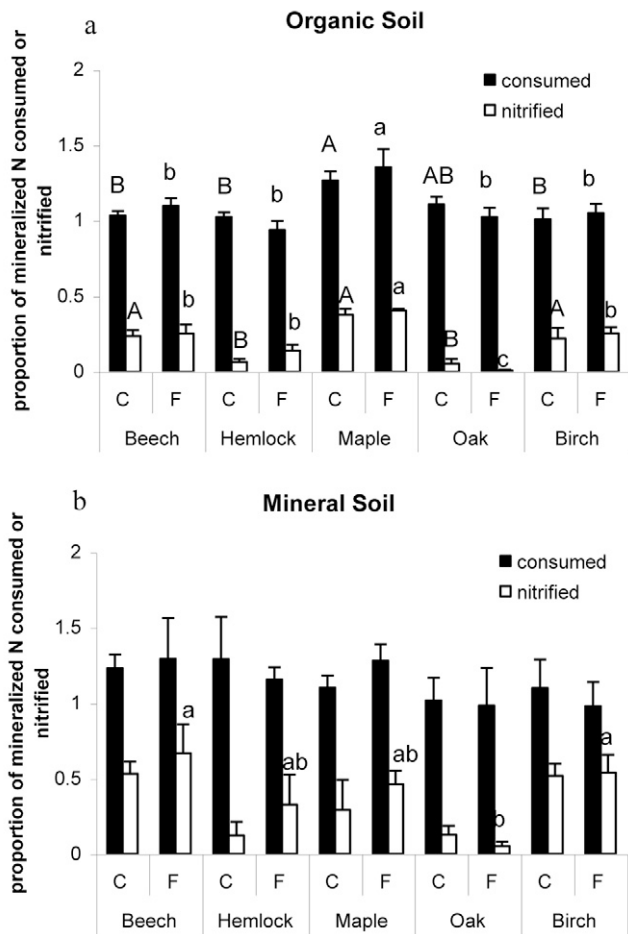 a
Organic Soil
proportion of mineralized N consumed or
nitrified
2
1.5
1
0.5
0
consumed
nitrified
B b B b A a AB b B b
A b B b A a B c A b
C F C F C F C F C F
Beech Hemlock Maple Oak Birch
b
Mineral Soil
proportion of mineralized N consumed or
nitrified
2
1.5
1
0.5
0
consumed
nitrified
a ab ab b a
C F C F C F C F C F
Beech Hemlock Maple Oak Birch